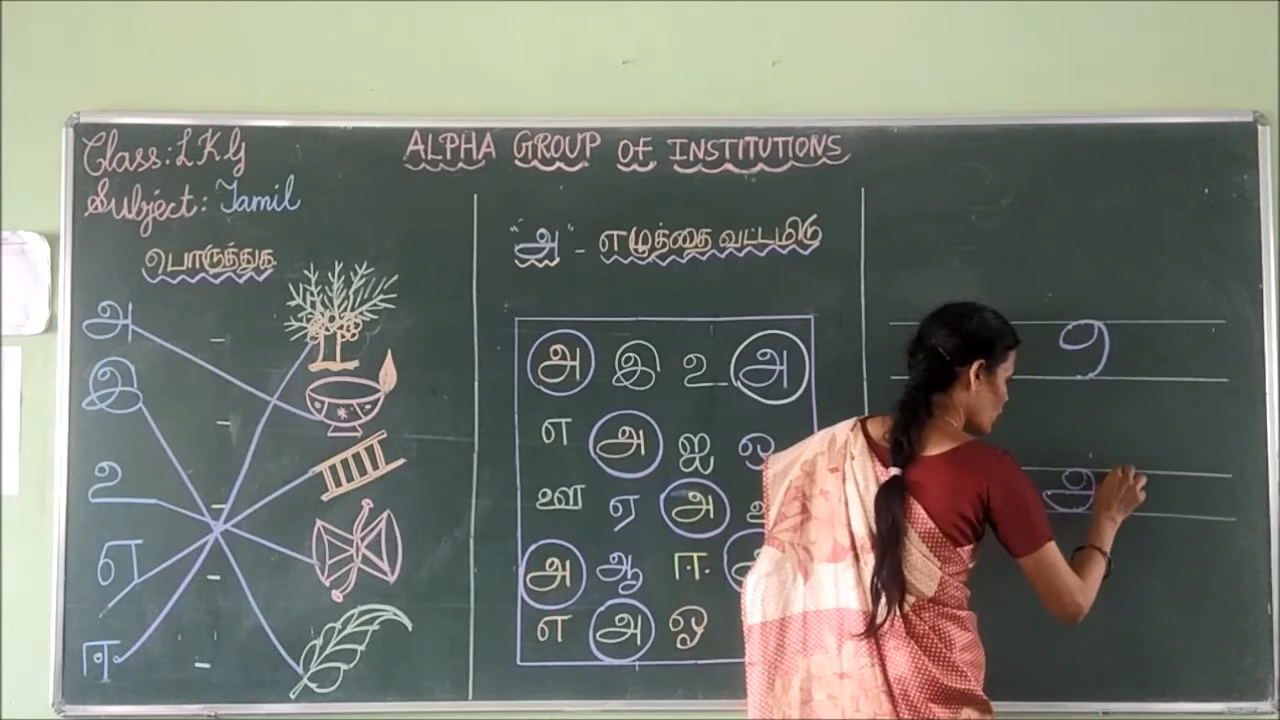 Class: L.K.G
Subject: Tamil
ALPHA GROUP OF INSTITUTIONS
பொருத்துக
அ
இ
உ
எ
ஈ
"அ" - எழுத்தை வட்டமிடு
அ இ உ அ
எ அ ஐ ஒ
ஊ ஏ அ
அ ஆ ஈ
எ அ ஓ